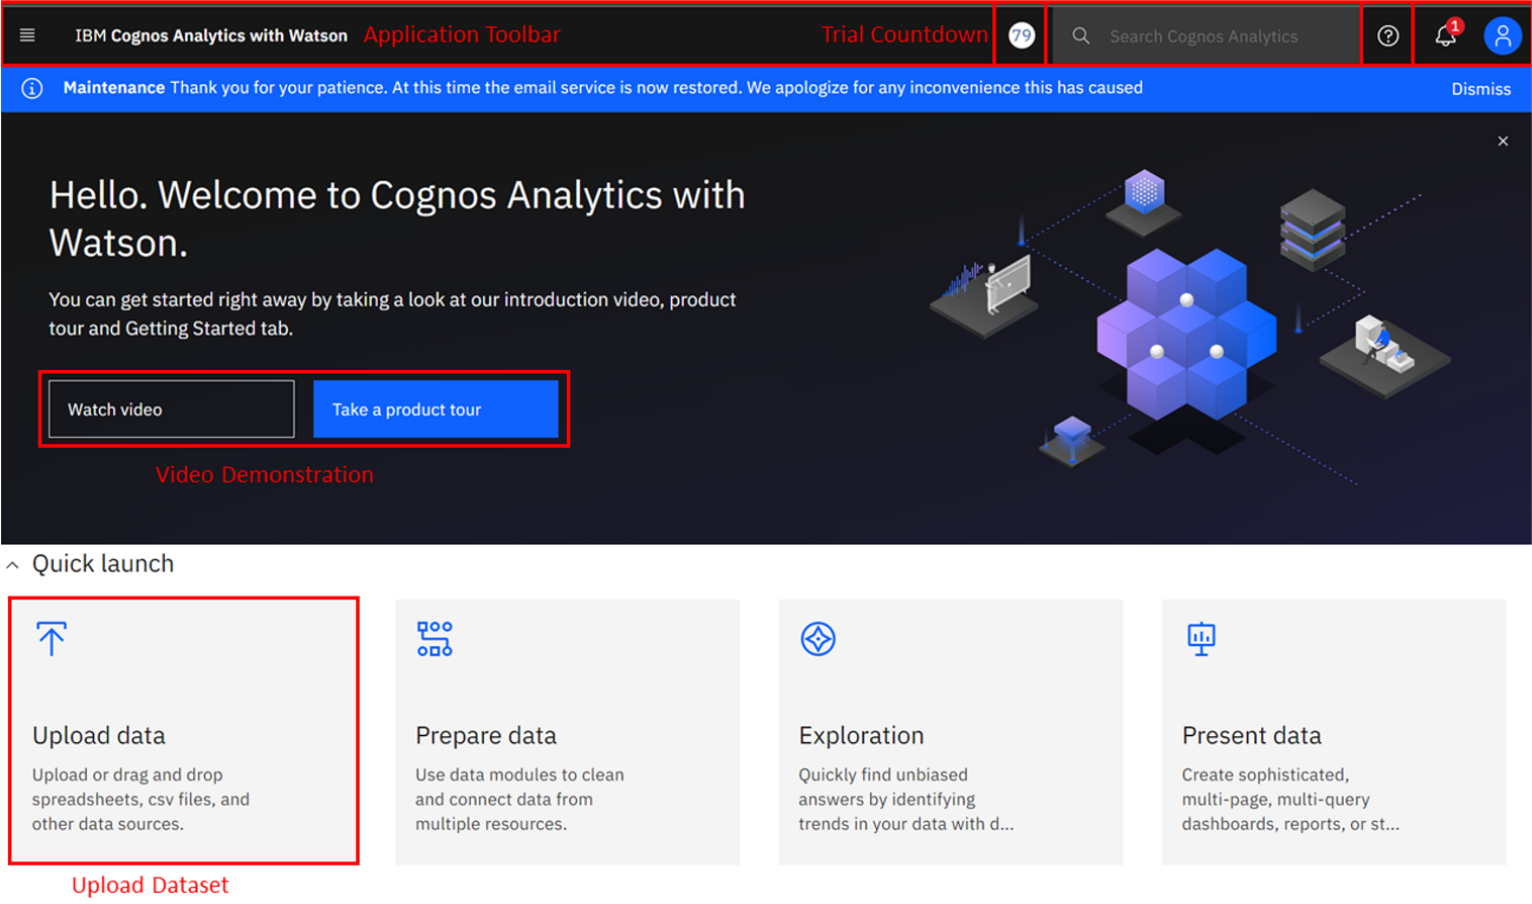 IBM Cognos Analytics with Watson Application Toolbar Trial Countdown 79 Search Cognos Analytics ? 1
Maintenance Thank you for your patience. At this time the email service is now restored. We apologize for any inconvenience this has caused Dismiss
Hello. Welcome to Cognos Analytics with
Watson.
You can get started right away by taking a look at our introduction video, product
tour and Getting Started tab.
Watch video Take a product tour
Video Demonstration
Quick launch
Upload data
Upload or drag and drop
spreadsheets, csv files, and
other data sources.
Prepare data
Use data modules to clean
and connect data from
multiple resources.
Exploration
Quickly find unbiased
answers by identifying
trends in your data with d...
Present data
Create sophisticated,
multi-page, multi-query
dashboards, reports, or st...
Upload Dataset